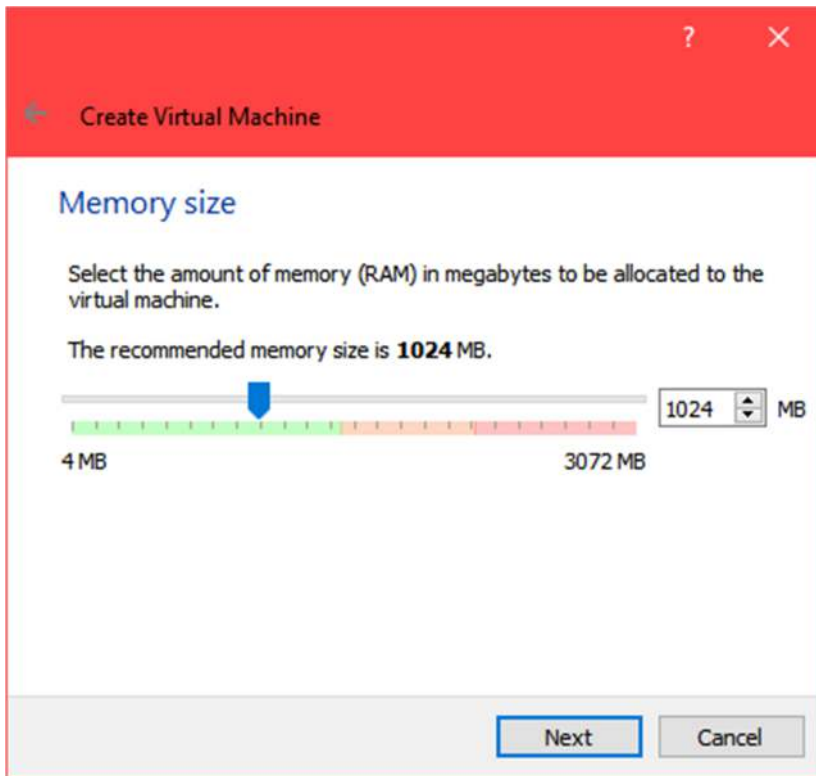 ?
Create Virtual Machine
Memory size
Select the amount of memory (RAM) in megabytes to be allocated to the
virtual machine.
The recommended memory size is 1024 MB.
1024 MB
4 MB 3072 MB
Next Cancel